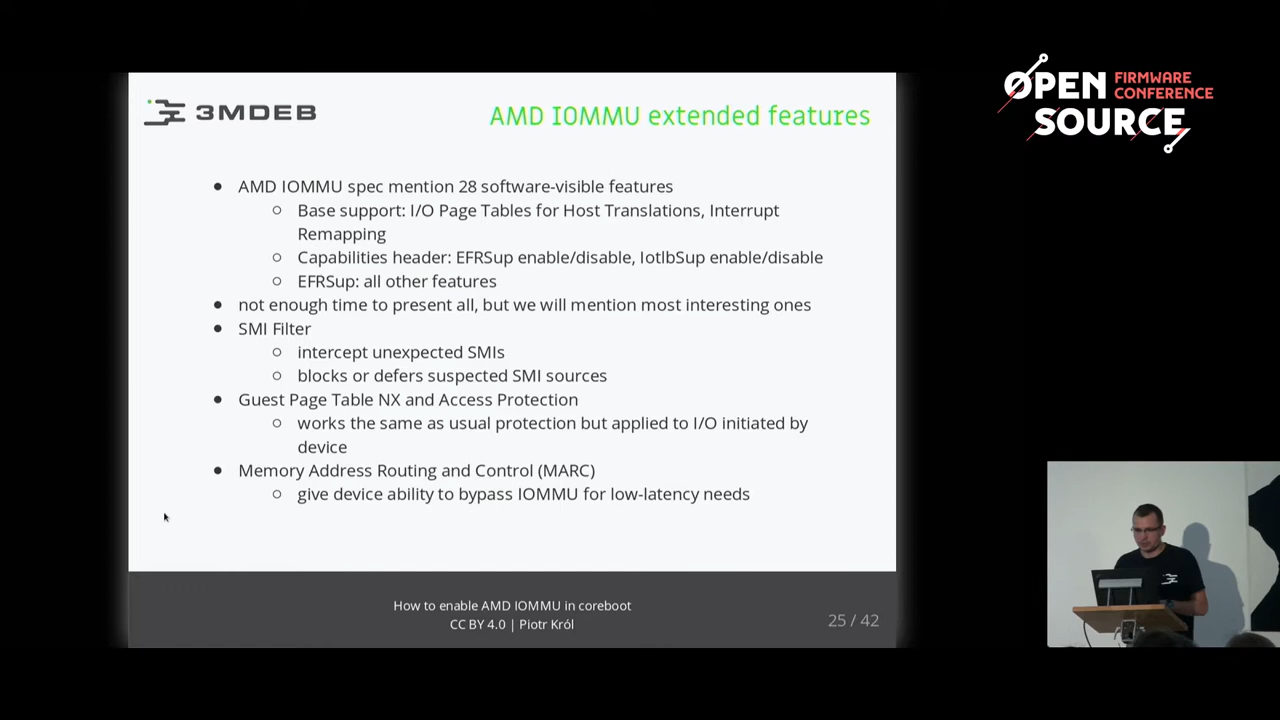 3MDEB
AMD IOMMU extended features
OPEN SOURCE
FIRMWARE
CONFERENCE
● AMD IOMMU spec mention 28 software-visible features
○ Base support: I/O Page Tables for Host Translations, Interrupt
Remapping
○ Capabilities header: EFRSup enable/disable, IotlbSup enable/disable
○ EFRSup: all other features
● not enough time to present all, but we will mention most interesting ones
● SMI Filter
○ intercept unexpected SMIs
○ blocks or defers suspected SMI sources
● Guest Page Table NX and Access Protection
○ works the same as usual protection but applied to I/O initiated by
device
● Memory Address Routing and Control (MARC)
○ give device ability to bypass IOMMU for low-latency needs
How to enable AMD IOMMU in coreboot
CC BY 4.0 | Piotr Król
25 / 42